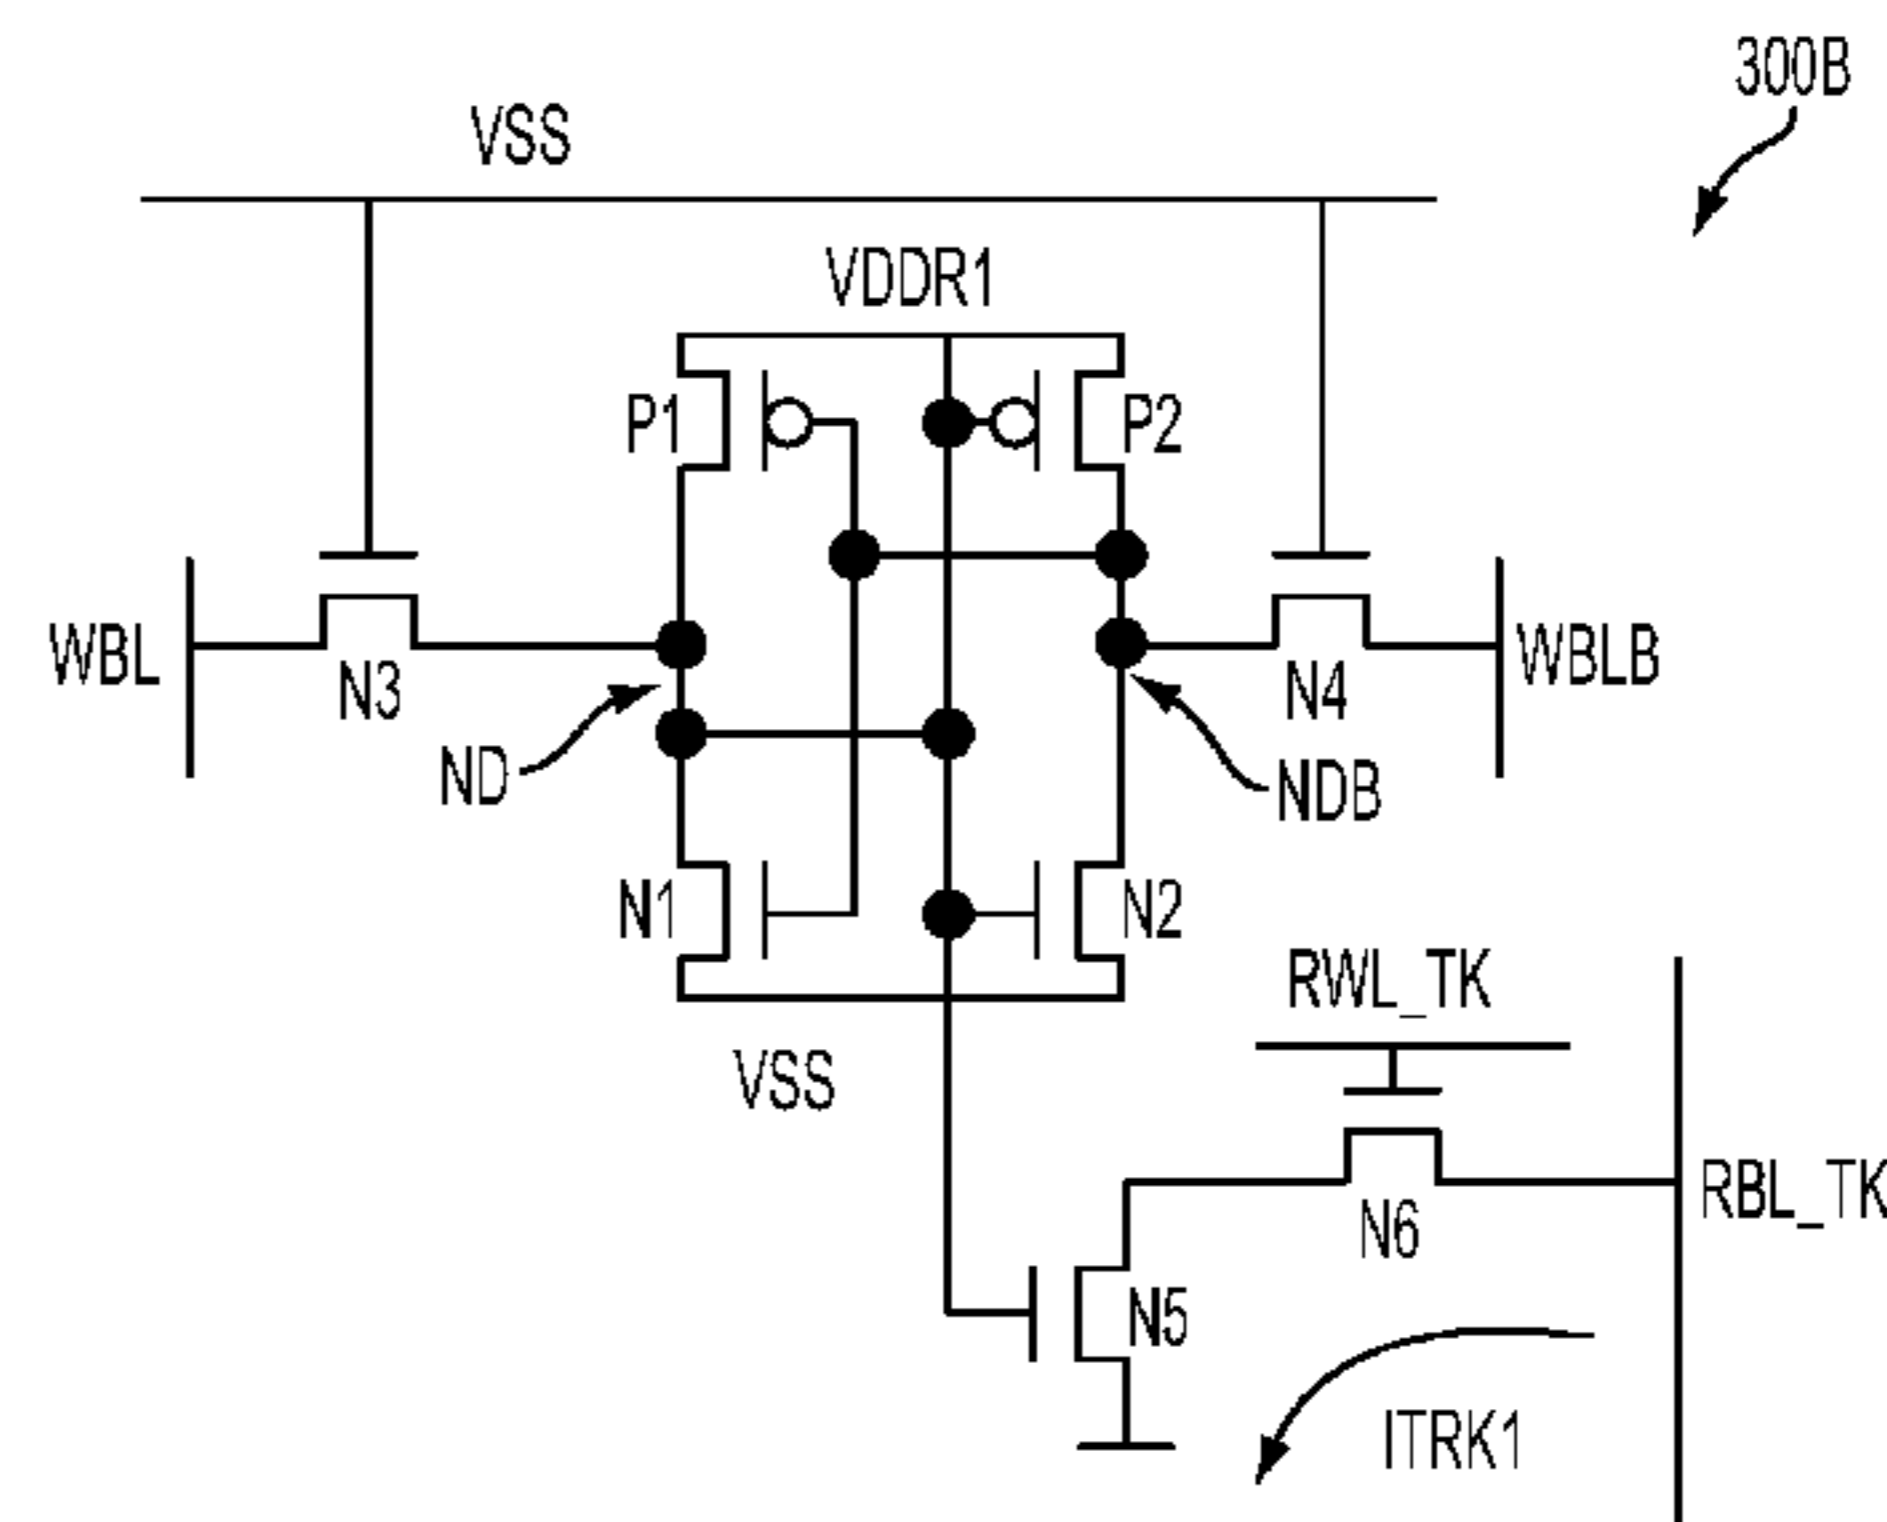 300B
VSS
VDDR1
P1
P2
WBL
N3
N4
WBLB
ND
NDB
N1
N2
RWL_TK
VSS
RBL_TK
N6
N5
ITRK1